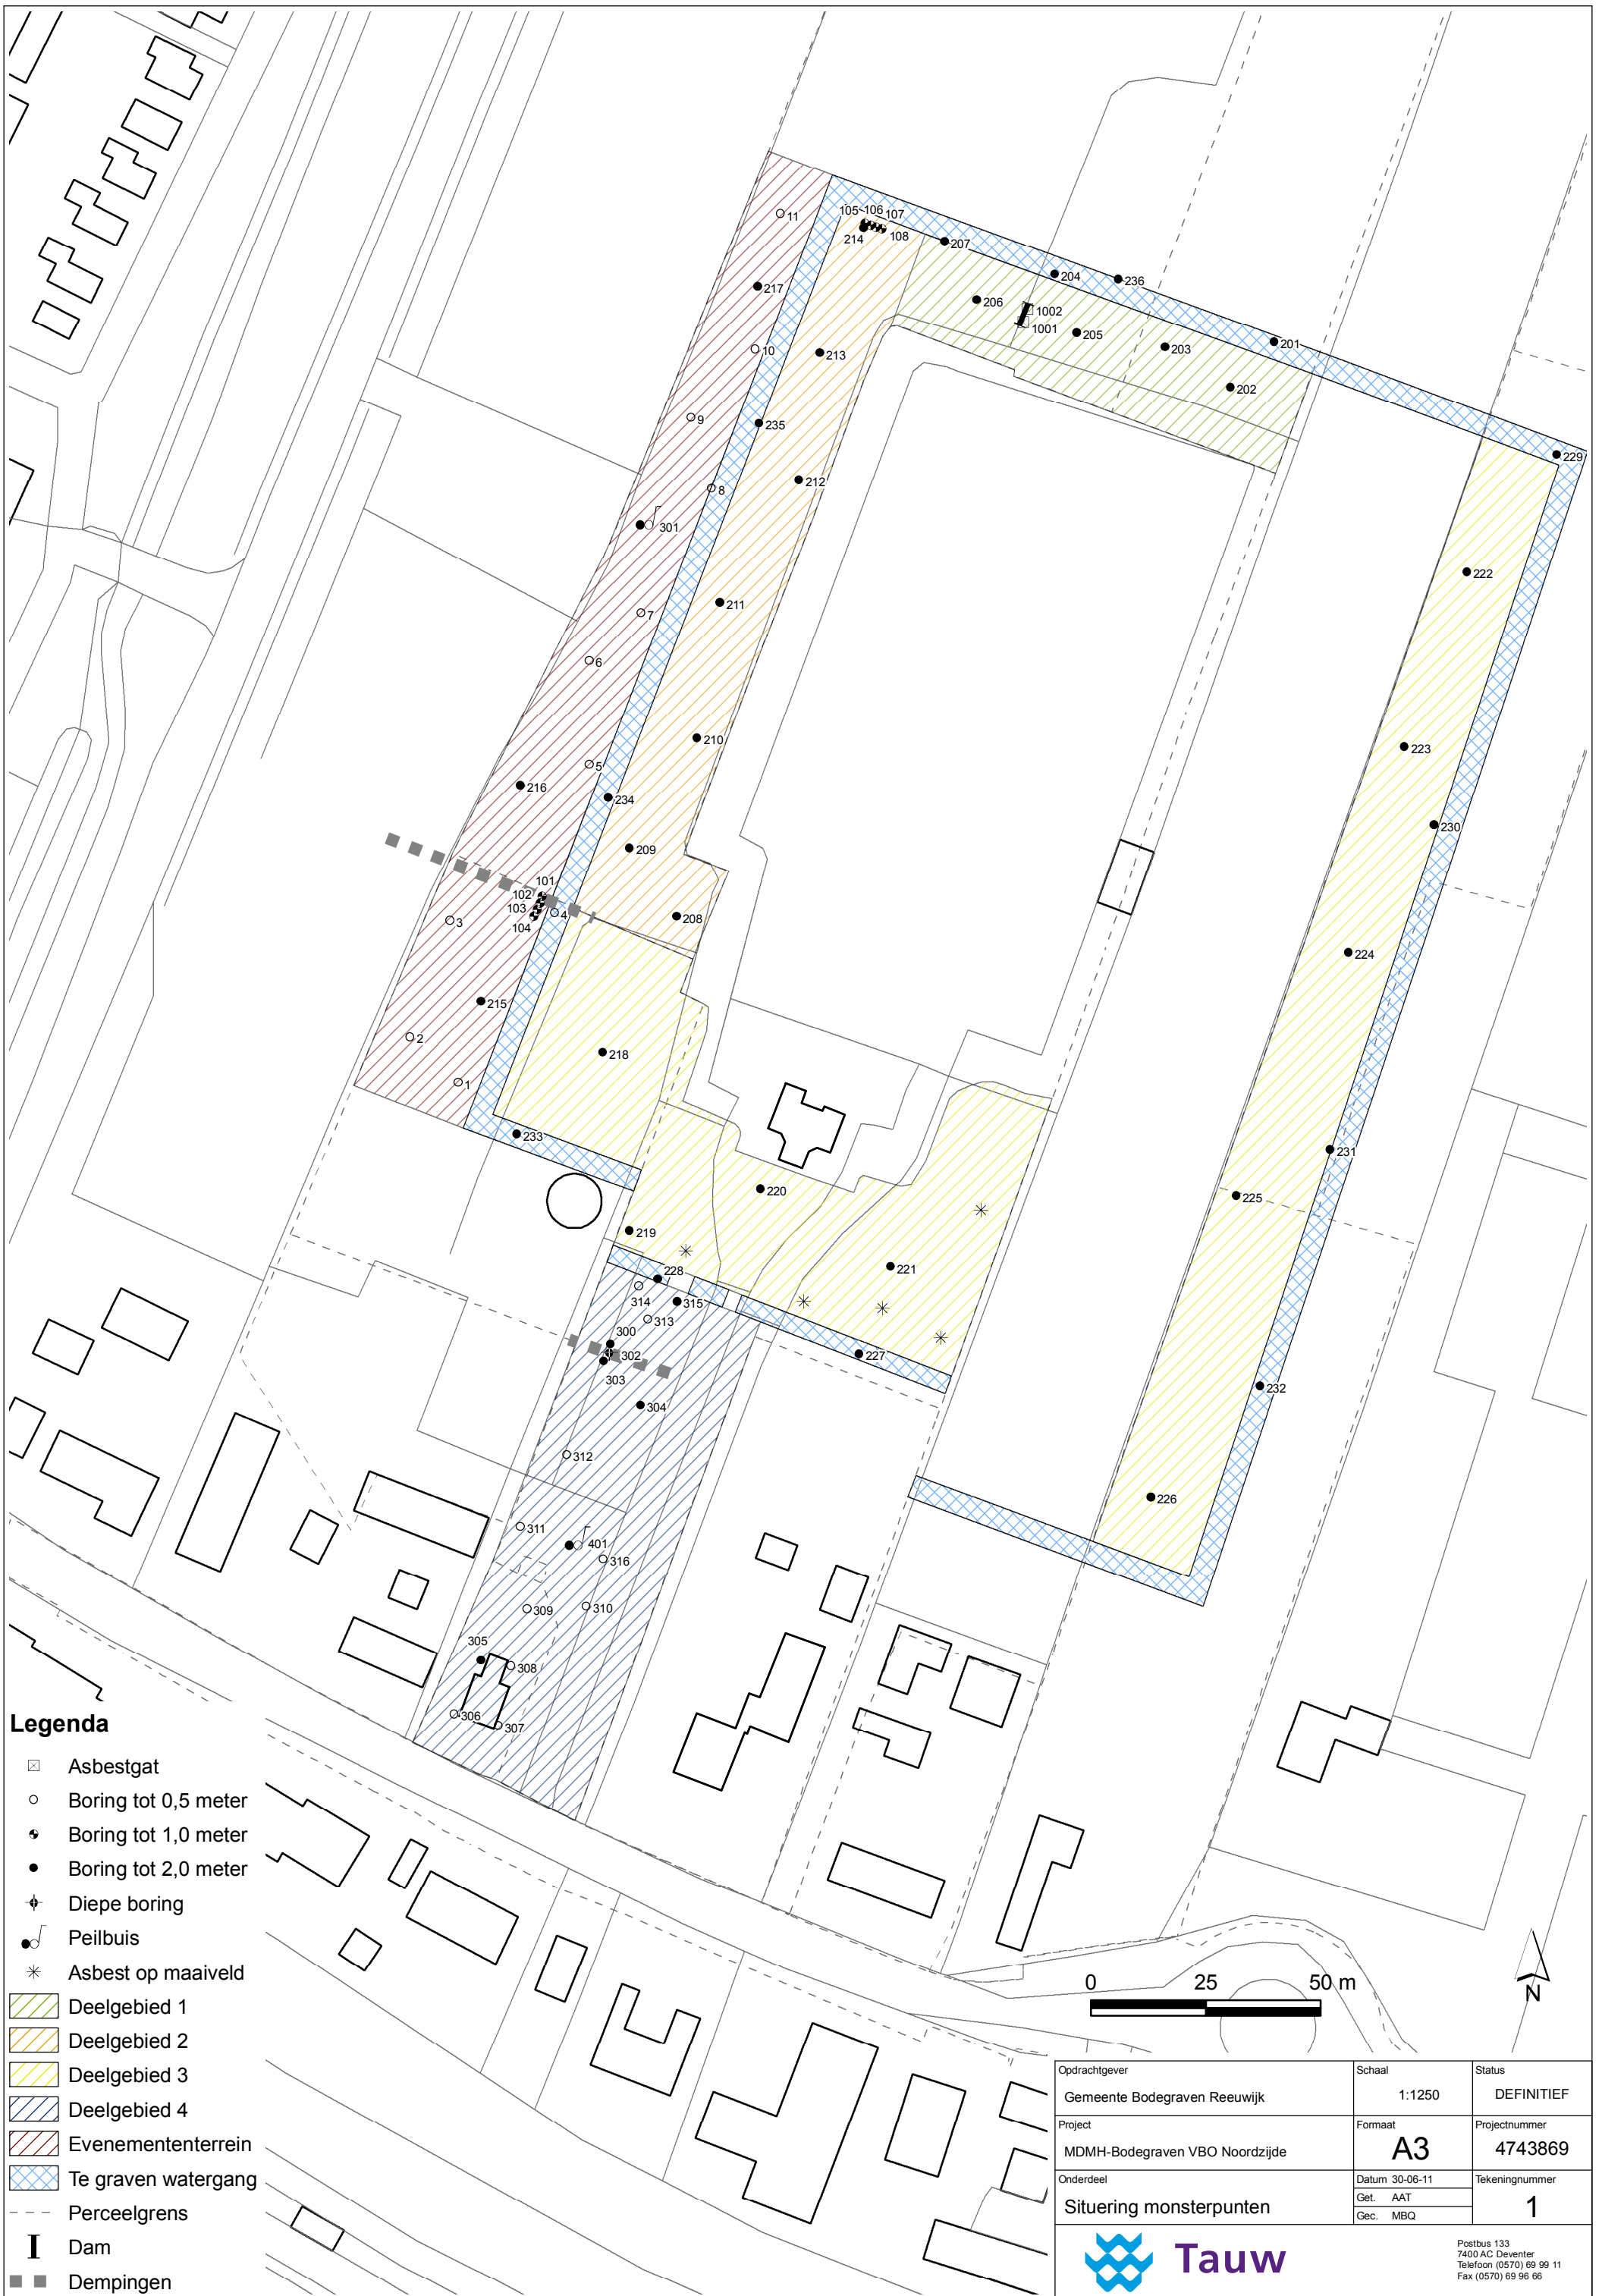 11
105 106 107
214 108
207
217
204
236
206
1002
1001
205
10
213
203
201
202
9
235
229
8
212
301
222
7
211
6
210
223
5
216
234
230
209
101
102
103
104
4
208
3
224
215
2
218
1
233
231
220
225
219
228
221
314
315
313
300
302
303
227
304
232
312
226
311
401
316
309
310
305
308
306
307
Legenda
Asbestgat
Boring tot 0,5 meter
Boring tot 1,0 meter
Boring tot 2,0 meter
Diepe boring
Peilbuis
Asbest op maaiveld
Deelgebied 1
Deelgebied 2
Deelgebied 3
Deelgebied 4
Evenemententerrein
Te graven watergang
Perceelgrens
Dam
Dempingen
0 25 50 m
N
Opdrachtgever
Gemeente Bodegraven Reeuwijk
Schaal
1:1250
Status
DEFINITIEF
Project
MDMH-Bodegraven VBO Noordzijde
Formaat
A3
Projectnummer
4743869
Onderdeel
Situering monsterpunten
Datum 30-06-11
Get. AAT
Gec. MBQ
Tekeningnummer
1
Tauw
Postbus 133
7400 AC Deventer
Telefoon (0570) 69 99 11
Fax (0570) 69 96 66